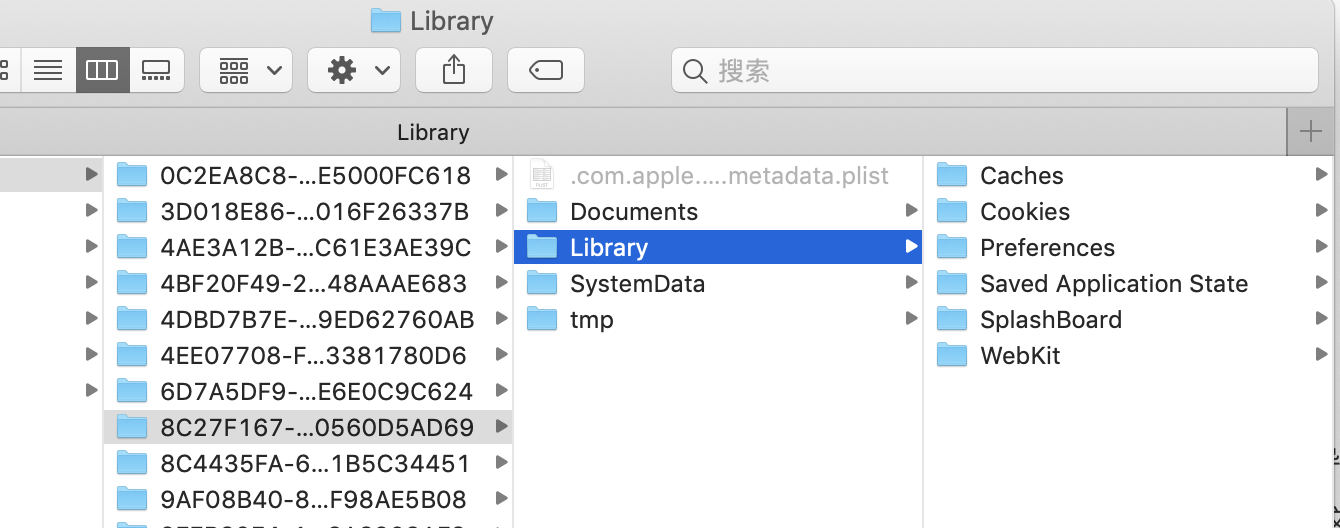 Library
搜索
Library
0C2EA8C8-...E5000FC618
3D018E86-...016F26337B
4AE3A12B-...C61E3AE39C
4BF20F49-2...48AAAE683
4DBD7B7E-...9ED62760AB
4EE07708-F...3381780D6
6D7A5DF9-...E6E0C9C624
8C27F167-...0560D5AD69
8C4435FA-6...1B5C34451
9AF08B40-8...F98AE5B08
.com.apple.....metadata.plist
Documents
Library
SystemData
tmp
Caches
Cookies
Preferences
Saved Application State
SplashBoard
WebKit